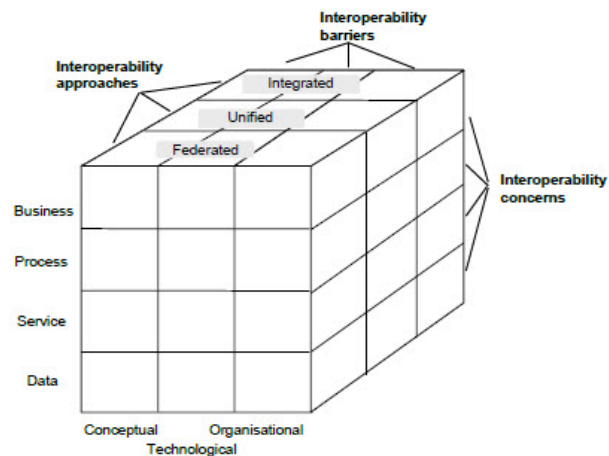 Interoperability
barriers
Interoperability
approaches
Integrated
Unified
Federated
Interoperability
concerns
Business
Process
Service
Data
Conceptual
Organisational
Technological